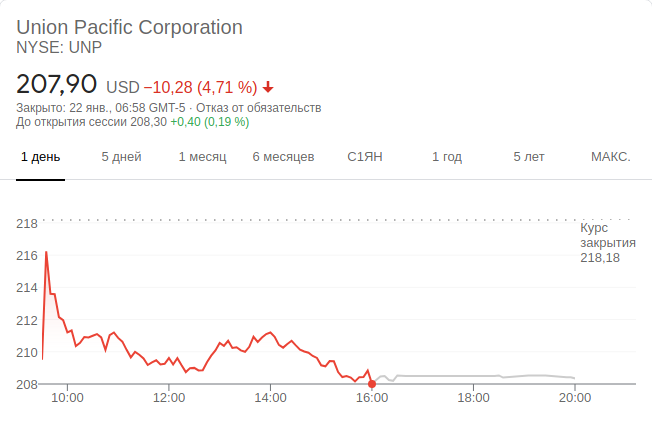 Union Pacific Corporation
NYSE: UNP
207,90 USD −10,28 (4,71 %)
Закрыто: 22 янв., 06:58 GMT-5 · Отказ от обязательств
До открытия сессии 208,30 +0,40 (0,19 %)
1 день 5 дней 1 месяц 6 месяцев С1ЯН 1 год 5 лет МАКС.
218
Курс
закрытия
218,18
216
214
212
210
208
10:00 12:00 14:00 16:00 18:00 20:00